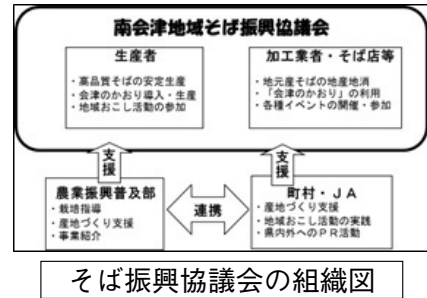 南会津地域そば振興協議会
生産者
・高品質そばの安定生産
・会津のかおり導入・生産
・地域おこし活動の参加
加工業者・そば店等
・地元産そばの地産地消
・「会津のかおり」の利用
・各種イベントの開催・参加
支援
支援
農業振興普及部
・栽培指導
・産地づくり支援
・事業紹介
連携
町村・JA
・産地づくり支援
・地域おこし活動の実践
・県内外へのPR活動
そば振興協議会の組織図